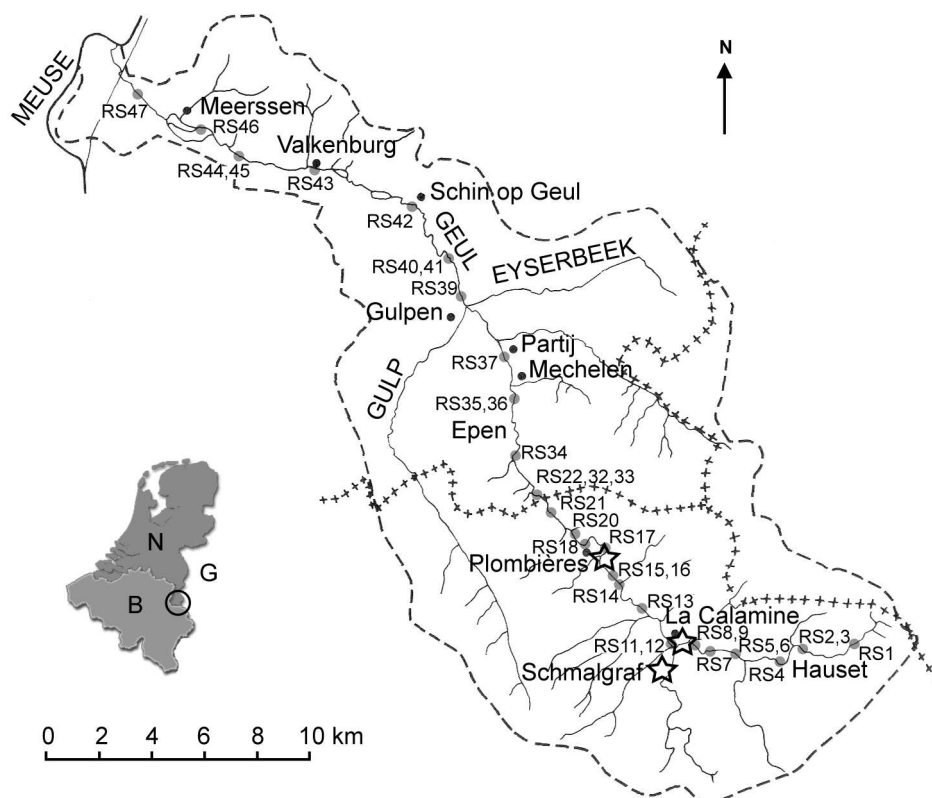 N
MEUSE
RS47
Meerssen
RS46
Valkenburg
RS44,45
RS43
Schin op Geul
RS42
GEUL
EYSERBEEK
RS40,41
RS39
Gulpen
Partij
RS37
Mechelen
GULP
RS35,36
Epen
RS34
RS22,32,33
RS21
RS20
RS17
RS18
Plombières
RS15,16
RS14
RS13
La Calamine
RS8,9
RS11,12
RS7
RS5,6
RS2,3
RS1
RS4
Hauset
Schmalgraf
N
G
B
0 2 4 6 8 10 km